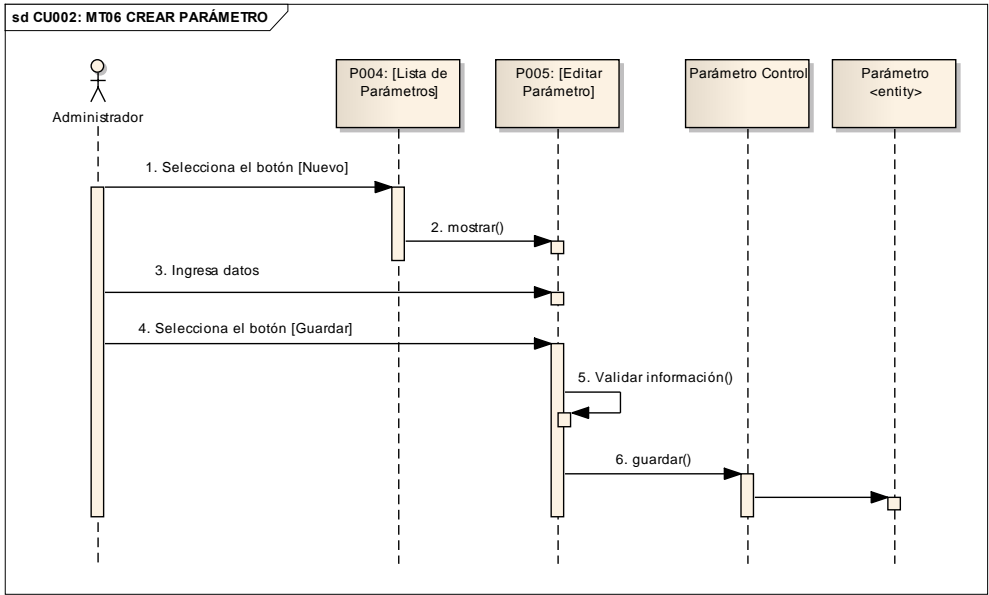 sd CU002: MT06 CREAR PARÁMETRO
Administrador
P004: [Lista de
Parámetros]
P005: [Editar
Parámetro]
Parámetro Control
Parámetro
<entity>
1. Selecciona el botón [Nuevo]
2. mostrar()
3. Ingresa datos
4. Selecciona el botón [Guardar]
5. Validar información()
6. guardar()